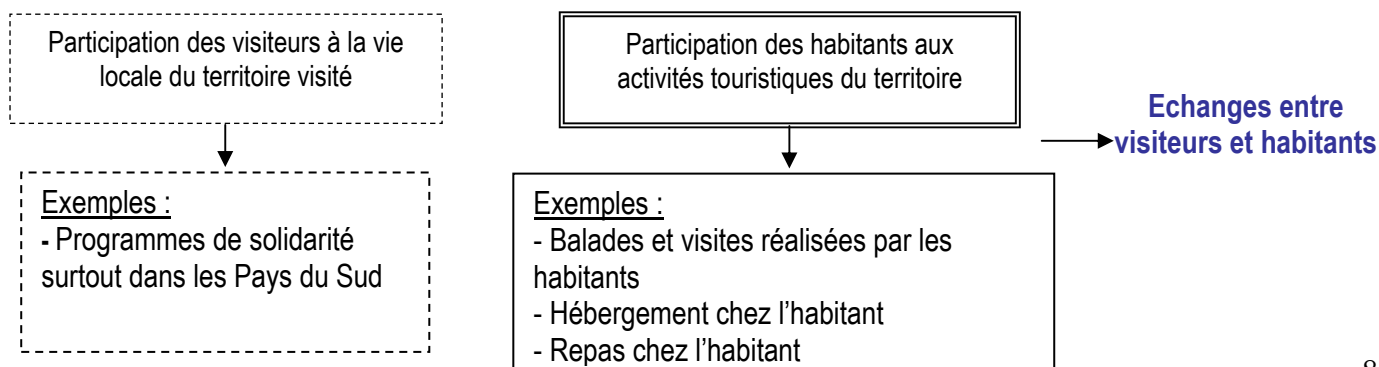 Participation des visiteurs à la vie
locale du territoire visité
Exemples :
- Programmes de solidarité
surtout dans les Pays du Sud
Participation des habitants aux
activités touristiques du territoire
Exemples :
- Balades et visites réalisées par les
habitants
- Hébergement chez l’habitant
- Repas chez l’habitant
Echanges entre
visiteurs et habitants